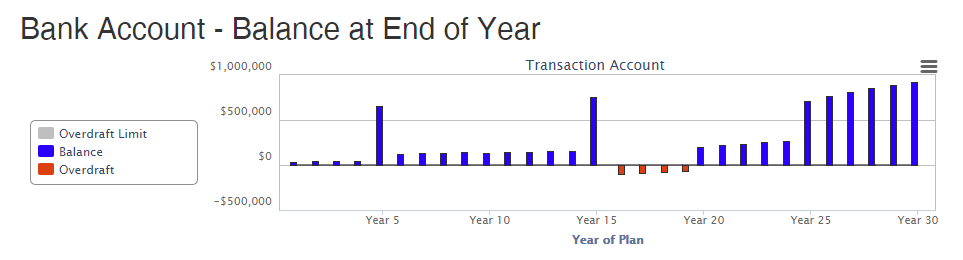 Bank Account - Balance at End of Year
Transaction Account
$1,000,000
$500,000
$0
-$500,000
Overdraft Limit
Balance
Overdraft
Year 5
Year 10
Year 15
Year 20
Year 25
Year 30
Year of Plan